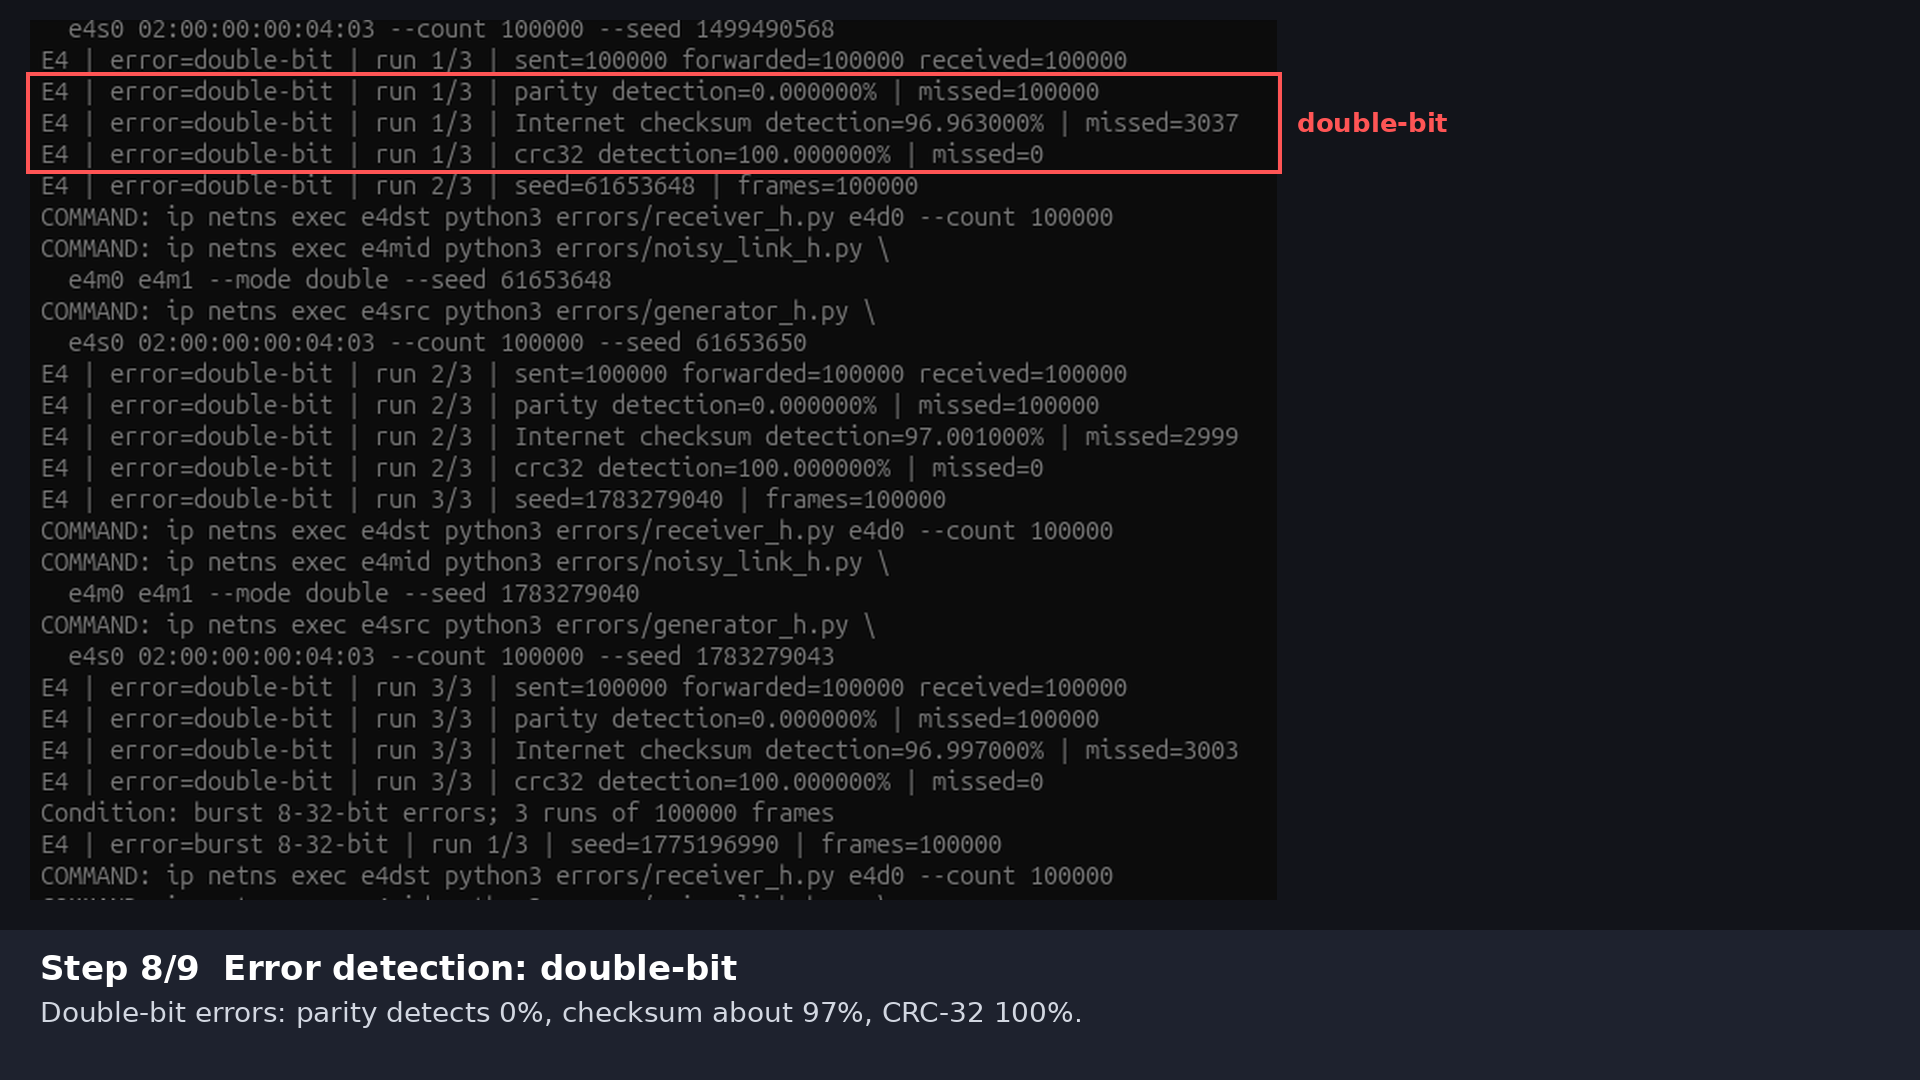 e4s0 02:00:00:00:04:03 --count 100000 --seed 1499490568
E4 | error=double-bit | run 1/3 | sent=100000 forwarded=100000 received=100000
E4 | error=double-bit | run 1/3 | parity detection=0.000000% | missed=100000
E4 | error=double-bit | run 1/3 | Internet checksum detection=96.963000% | missed=3037
double-bit
E4 | error=double-bit | run 1/3 | crc32 detection=100.000000% | missed=0
E4 | error=double-bit | run 2/3 | seed=61653648 | frames=100000
COMMAND: ip netns exec e4dst python3 errors/receiver_h.py e4d0 --count 100000
COMMAND: ip netns exec e4mid python3 errors/noisy_link_h.py \
  e4m0 e4m1 --mode double --seed 61653648
COMMAND: ip netns exec e4src python3 errors/generator_h.py \
  e4s0 02:00:00:00:04:03 --count 100000 --seed 61653650
E4 | error=double-bit | run 2/3 | sent=100000 forwarded=100000 received=100000
E4 | error=double-bit | run 2/3 | parity detection=0.000000% | missed=100000
E4 | error=double-bit | run 2/3 | Internet checksum detection=97.001000% | missed=2999
E4 | error=double-bit | run 2/3 | crc32 detection=100.000000% | missed=0
E4 | error=double-bit | run 3/3 | seed=1783279040 | frames=100000
COMMAND: ip netns exec e4dst python3 errors/receiver_h.py e4d0 --count 100000
COMMAND: ip netns exec e4mid python3 errors/noisy_link_h.py \
  e4m0 e4m1 --mode double --seed 1783279040
COMMAND: ip netns exec e4src python3 errors/generator_h.py \
  e4s0 02:00:00:00:04:03 --count 100000 --seed 1783279043
E4 | error=double-bit | run 3/3 | sent=100000 forwarded=100000 received=100000
E4 | error=double-bit | run 3/3 | parity detection=0.000000% | missed=100000
E4 | error=double-bit | run 3/3 | Internet checksum detection=96.997000% | missed=3003
E4 | error=double-bit | run 3/3 | crc32 detection=100.000000% | missed=0
Condition: burst 8-32-bit errors; 3 runs of 100000 frames
E4 | error=burst 8-32-bit | run 1/3 | seed=1775196990 | frames=100000
COMMAND: ip netns exec e4dst python3 errors/receiver_h.py e4d0 --count 100000
Step 8/9  Error detection: double-bit
Double-bit errors: parity detects 0%, checksum about 97%, CRC-32 100%.